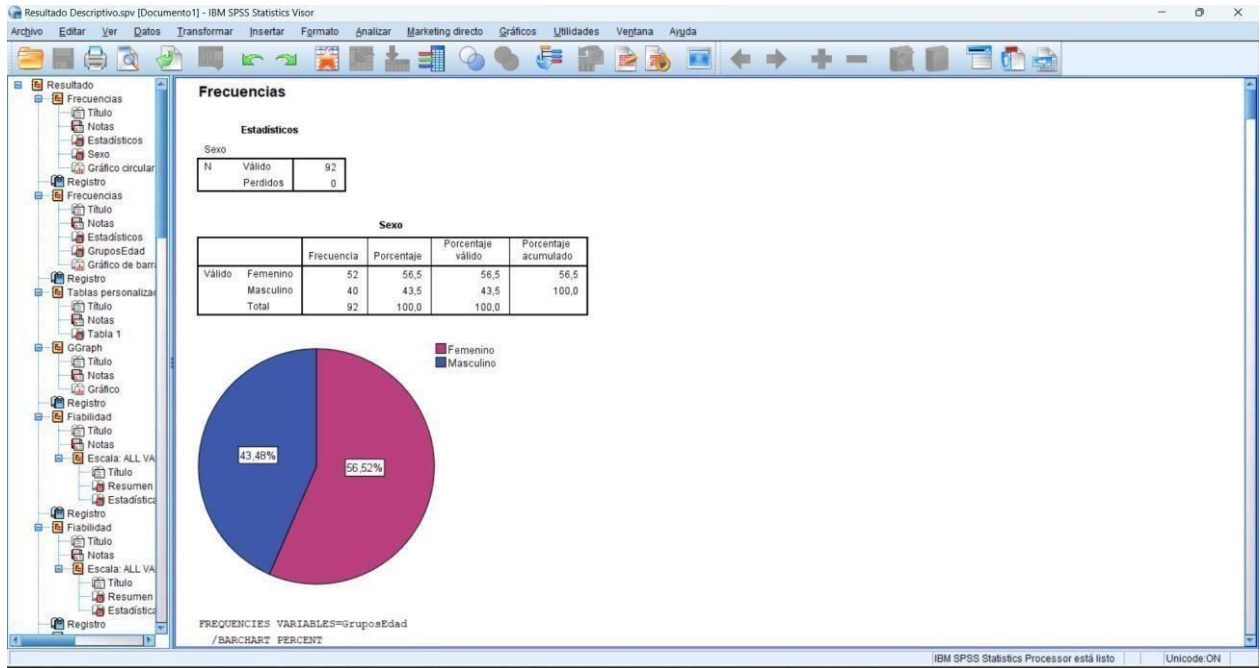 Resultado Descriptivo.spv [Documento1] - IBM SPSS Statistics Visor
Archivo Editar Ver Datos Transformar Insertar Formato Analizar Marketing directo Gráficos Utilidades Ventana Ayuda
Resultado
Frecuencias
Título
Notas
Estadísticos
Sexo
Gráfico circular
Registro
Frecuencias
Título
Notas
Estadísticos
GruposEdad
Gráfico de barr
Registro
Tablas personalizad
Título
Notas
Tabla 1
GGraph
Título
Notas
Gráfico
Registro
Fiabilidad
Título
Notas
Escala: ALL VA
Título
Resumen
Estadística
Registro
Fiabilidad
Título
Notas
Escala: ALL VA
Título
Resumen
Estadística
Registro
Frecuencias
Estadísticos
Sexo
N Válido 92
Perdidos 0
Sexo
Frecuencia Porcentaje Porcentaje válido Porcentaje acumulado
Válido Femenino 52 56,5 56,5 56,5
Masculino 40 43,5 43,5 100,0
Total 92 100,0 100,0
Femenino
Masculino
43,48%
56,52%
FREQUENCIES VARIABLES=GruposEdad
/BARCHART PERCENT
IBM SPSS Statistics Processor está listo Unicode:ON